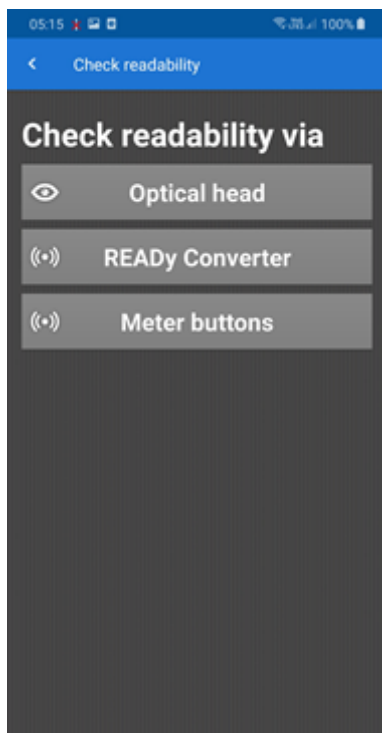 05:15 100%
Check readability
Check readability via
Optical head
READy Converter
Meter buttons